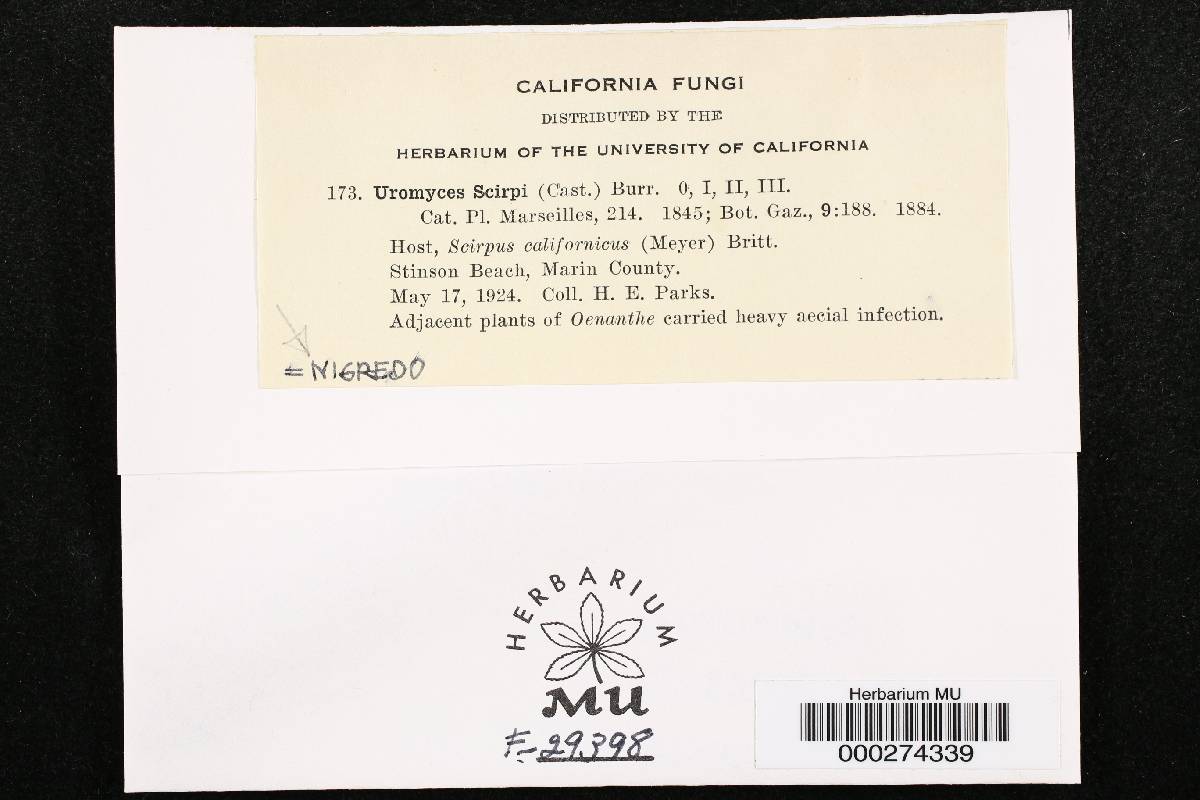 CALIFORNIA FUNGI
DISTRIBUTED BY THE
HERBARIUM OF THE UNIVERSITY OF CALIFORNIA
173. Uromyces Scirpi (Cast.) Burr. 0, I, II, III.
Cat. Pl. Marseilles, 214. 1845; Bot. Gaz., 9:188. 1884.
Host, Scirpus californicus (Meyer) Britt.
Stinson Beach, Marin County.
May 17, 1924. Coll. H. E. Parks.
Adjacent plants of Oenanthe carried heavy aecial infection.
= NIGREDO
HERBARIUM
MU
F-29398
Herbarium MU
000274339